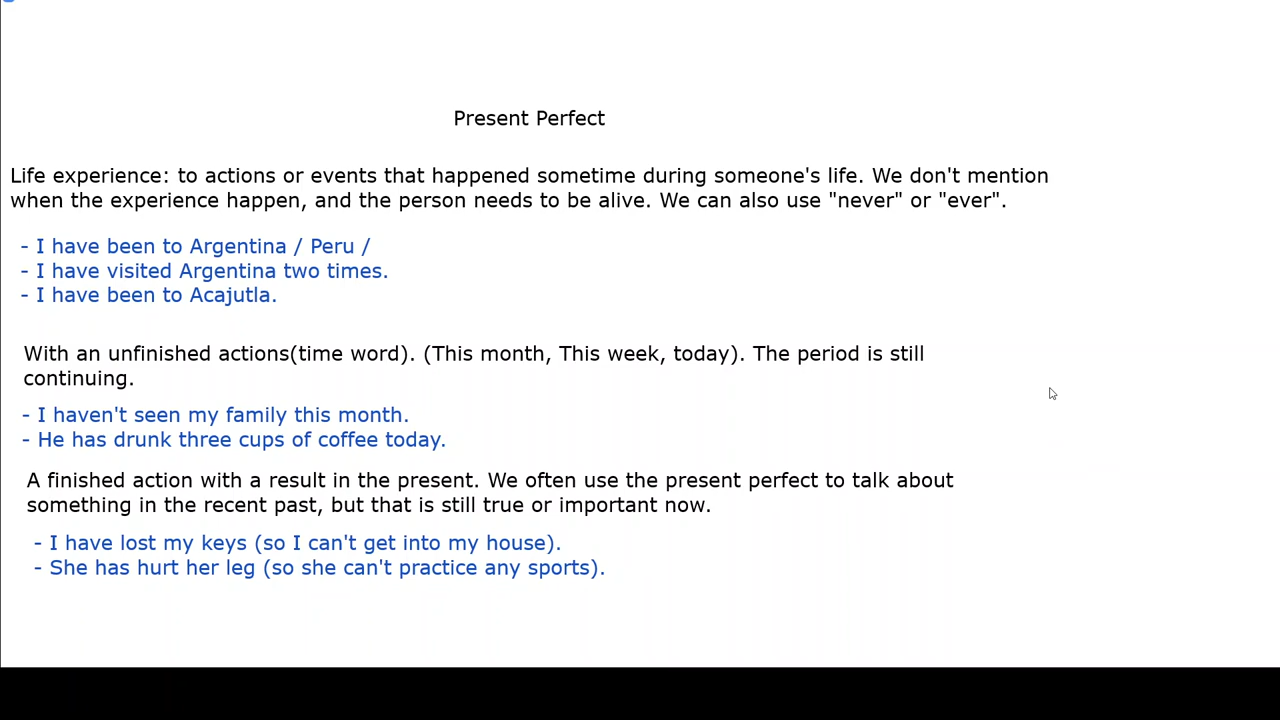 Present Perfect
Life experience: to actions or events that happened sometime during someone's life. We don't mention
when the experience happen, and the person needs to be alive. We can also use "never" or "ever".
- I have been to Argentina / Peru /
- I have visited Argentina two times.
- I have been to Acajutla.
With an unfinished actions(time word). (This month, This week, today). The period is still
continuing.
- I haven't seen my family this month.
- He has drunk three cups of coffee today.
A finished action with a result in the present. We often use the present perfect to talk about
something in the recent past, but that is still true or important now.
- I have lost my keys (so I can't get into my house).
- She has hurt her leg (so she can't practice any sports).